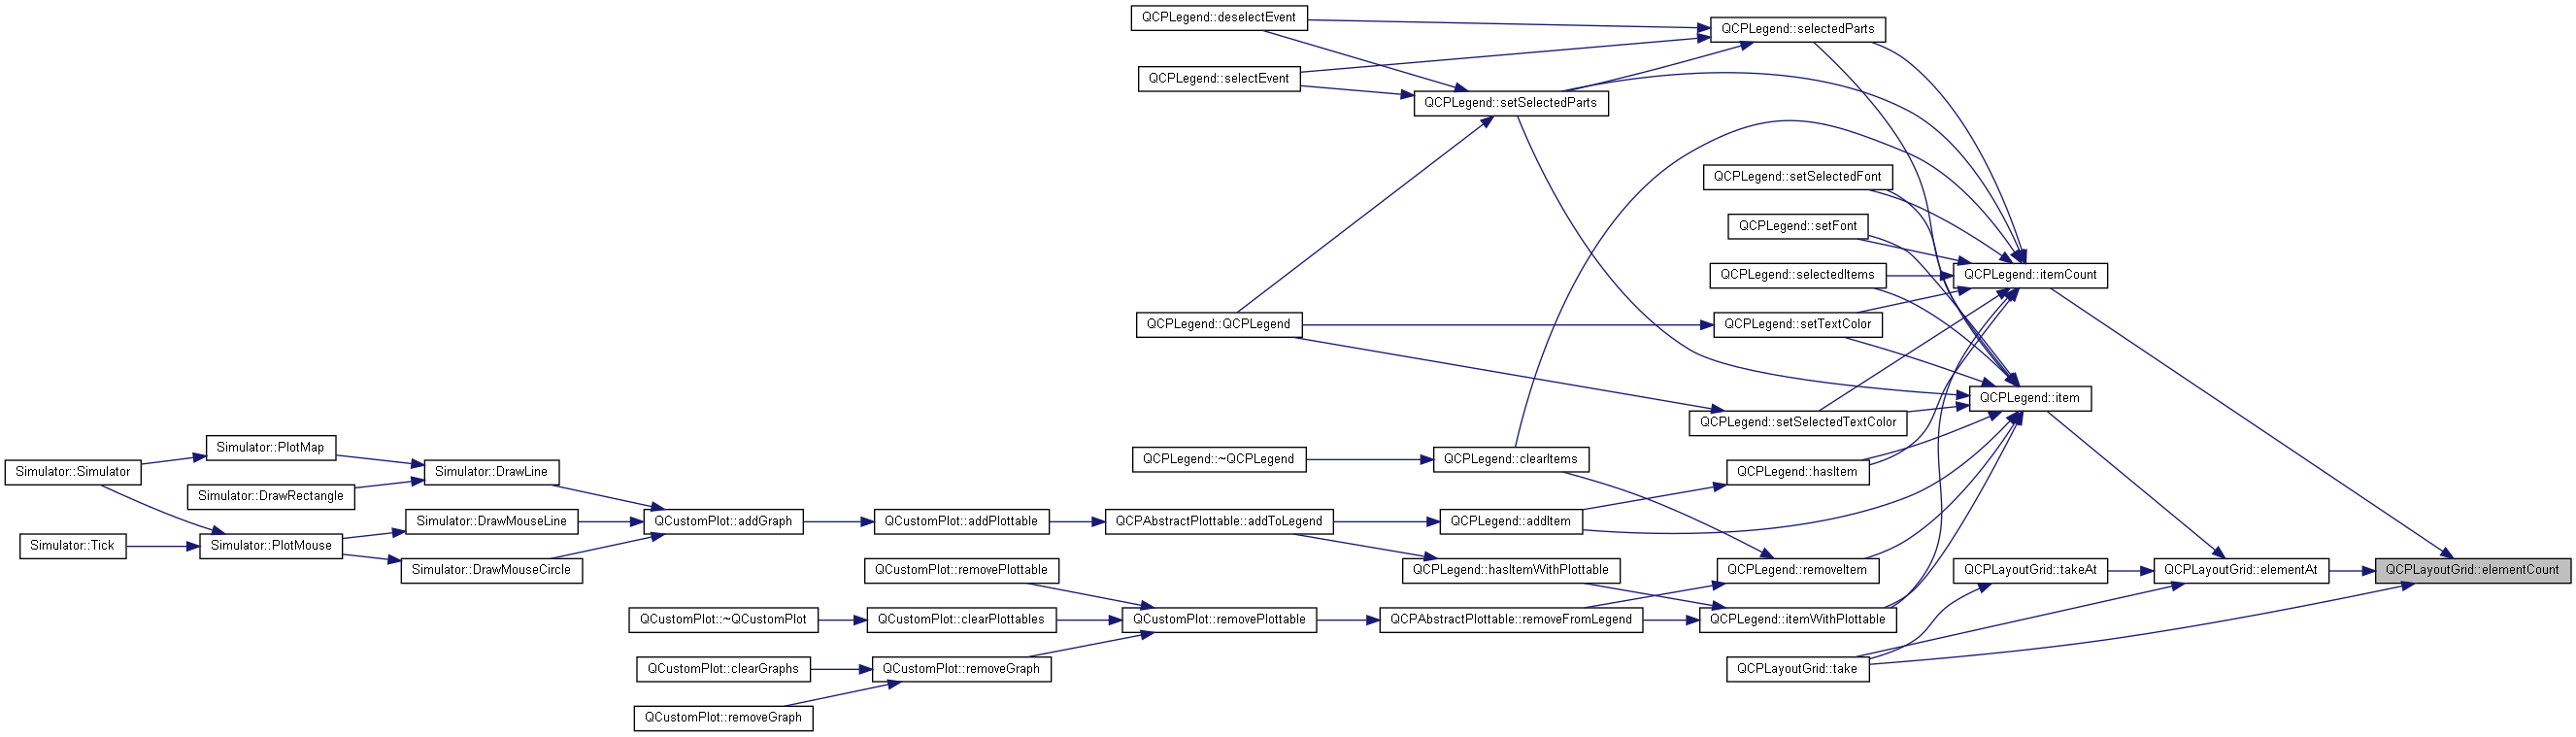 QCPLegend::deselectEvent
QCPLegend::selectedParts
QCPLegend::selectEvent
QCPLegend::setSelectedParts
QCPLegend::setSelectedFont
QCPLegend::setFont
QCPLegend::selectedItems
QCPLegend::itemCount
QCPLegend::QCPLegend
QCPLegend::setTextColor
QCPLegend::item
QCPLegend::setSelectedTextColor
Simulator::PlotMap
QCPLegend::~QCPLegend
QCPLegend::clearItems
Simulator::Simulator
Simulator::DrawLine
QCPLegend::hasItem
Simulator::DrawRectangle
Simulator::DrawMouseLine
QCustomPlot::addGraph
QCustomPlot::addPlottable
QCPAbstractPlottable::addToLegend
QCPLegend::addItem
Simulator::Tick
Simulator::PlotMouse
Simulator::DrawMouseCircle
QCustomPlot::removePlottable
QCPLegend::hasItemWithPlottable
QCPLegend::removeItem
QCPLayoutGrid::takeAt
QCPLayoutGrid::elementAt
QCPLayoutGrid::elementCount
QCustomPlot::~QCustomPlot
QCustomPlot::clearPlottables
QCustomPlot::removePlottable
QCPAbstractPlottable::removeFromLegend
QCPLegend::itemWithPlottable
QCustomPlot::clearGraphs
QCustomPlot::removeGraph
QCPLayoutGrid::take
QCustomPlot::removeGraph